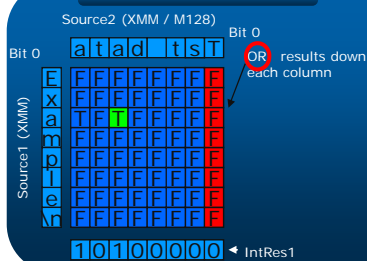 Source2 (XMM / M128)
Bit 0
Bit 0
a t a d t s T
OR results down
each column
Source1 (XMM)
E F F F F F F F F
x F F F F F F F F
a T F T F F F F F
m F F F F F F F F
p F F F F F F F F
l F F F F F F F F
e F F F F F F F F
\n F F F F F F F F
1 0 1 0 0 0 0 0 IntRes1